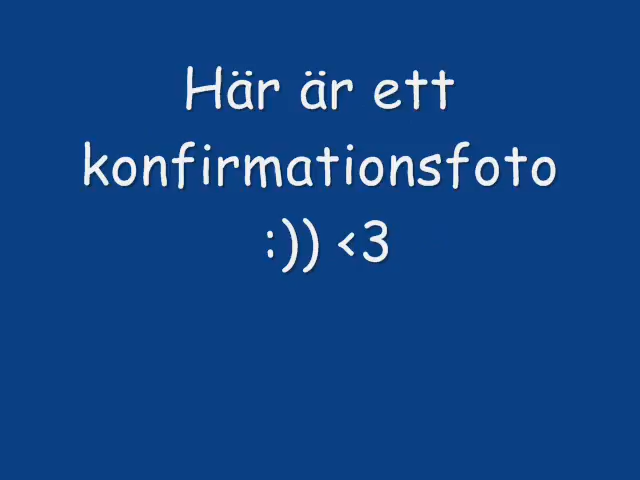 Här är ett
konfirmationsfoto
:)) <3